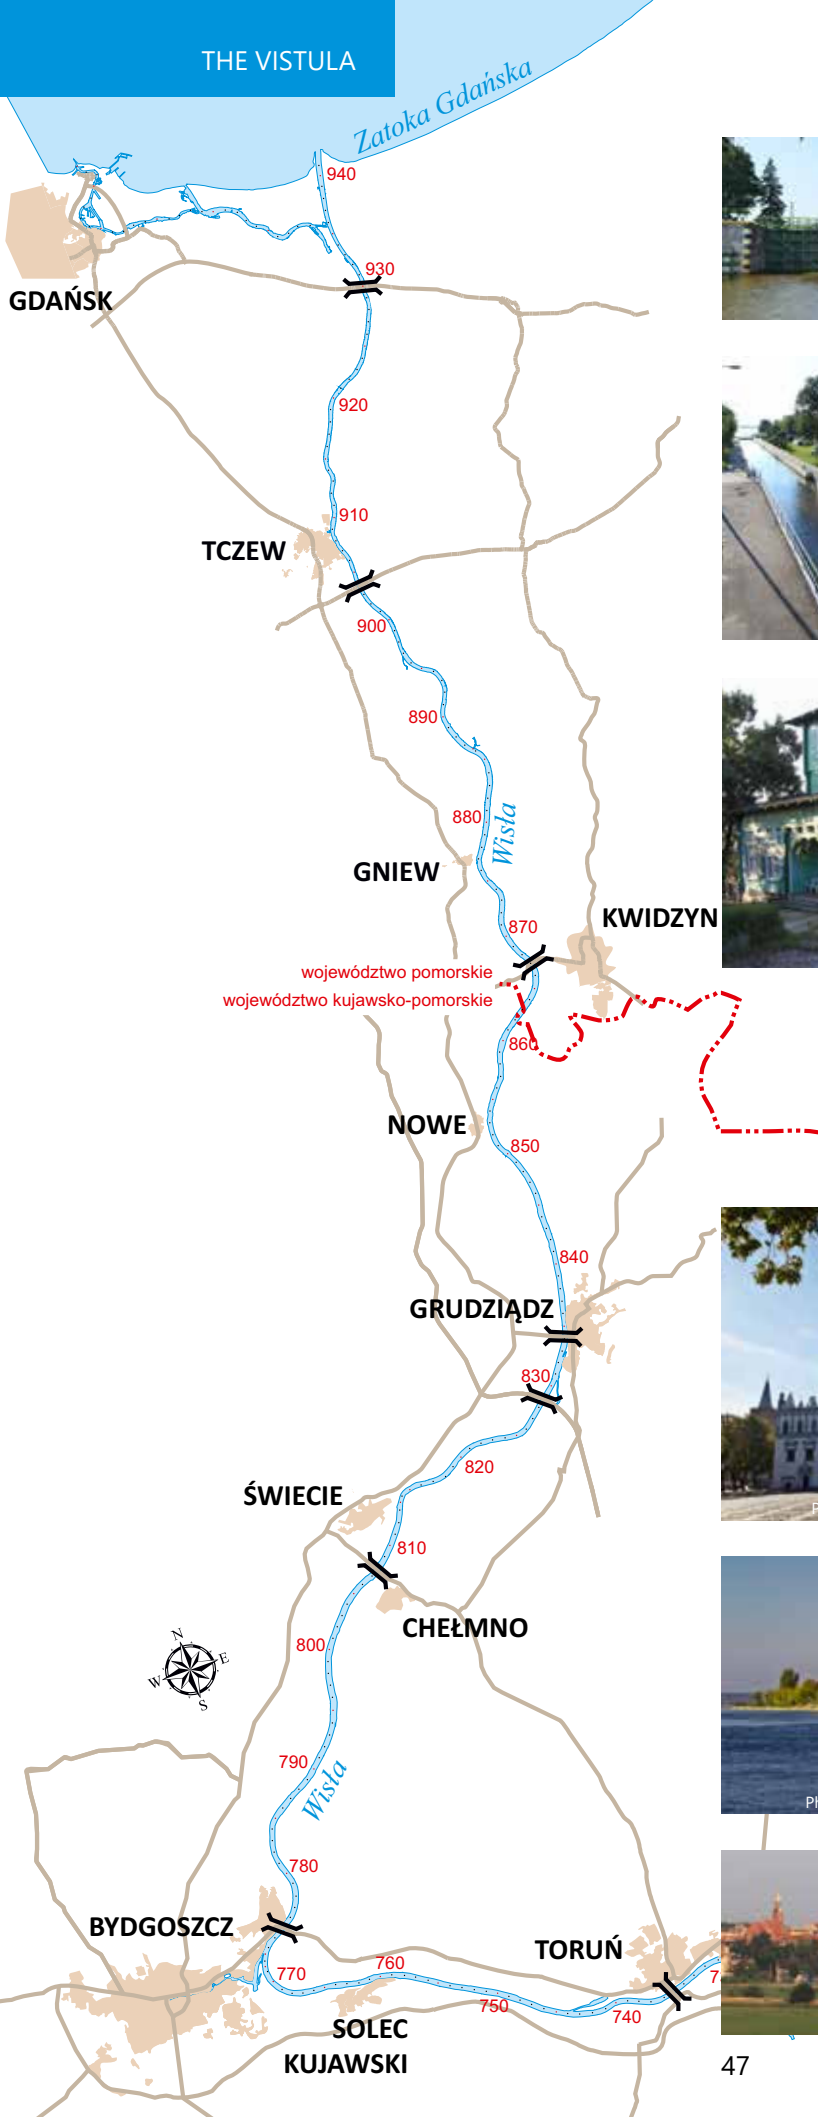 THE VISTULA
Zatoka Gdańska
940
930
GDAŃSK
920
910
TCZEW
900
890
880
Wisła
GNIEW
KWIDZYN
870
województwo pomorskie
województwo kujawsko-pomorskie
860
NOWE
850
840
GRUDZIĄDZ
830
820
ŚWIECIE
810
CHEŁMNO
N
E
W
S
800
790
Wisła
780
BYDGOSZCZ
TORUŃ
770
760
750
740
SOLEC
KUJAWSKI
47